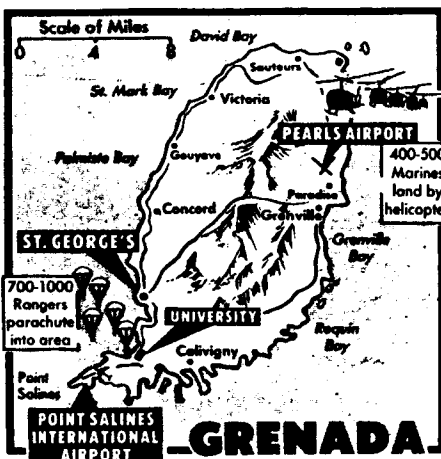 Scale of Miles
0 4 8
David Bay
Sauteurs
St. Mark Bay
Victoria
PEARLS AIRPORT
Palmiste Bay
Gouyave
400-500
Marines
land by
helicopte
Paradise
Concord
Grenville
ST. GEORGE'S
Grenville
Bay
700-1000
Rangers
parachute
into area
UNIVERSITY
Requin
Bay
Calivigny
Point
Salines
POINT SALINES
INTERNATIONAL
AIRPORT
GRENADA